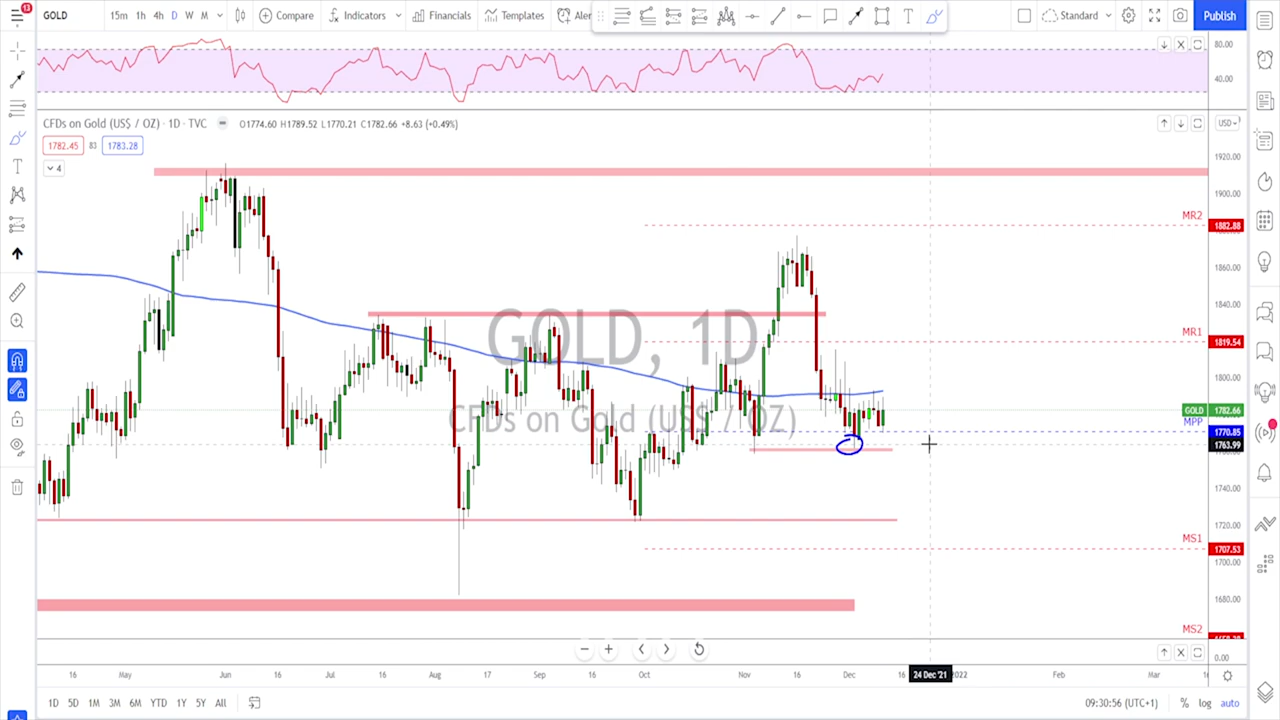 13 GOLD 15m 1h 4h D W M Compare Indicators Financials Templates Aler Standard Publish
80.00
40.00
CFDs on Gold (US$ / OZ) · 1D · TVC O1774.60 H1789.52 L1770.21 C1782.66 +8.63 (+0.49%) USD
1782.45 83 1783.28
4
1920.00
1900.00
MR2 1882.88
1860.00
1840.00
MR1 1819.54
GOLD, 1D
1800.00
CFDs on Gold (US$ / OZ)
GOLD 1782.66
MPP 1770.85
1763.99
1740.00
1720.00
MS1 1707.53
1700.00
1680.00
MS2
0.00
16 May 16 Jun 16 Jul 16 Aug 17 Sep 16 Oct Nov 16 Dec 16 24 Dec '21 2022 Feb Mar
1D 5D 1M 3M 6M YTD 1Y 5Y All 09:30:56 (UTC+1) % log auto